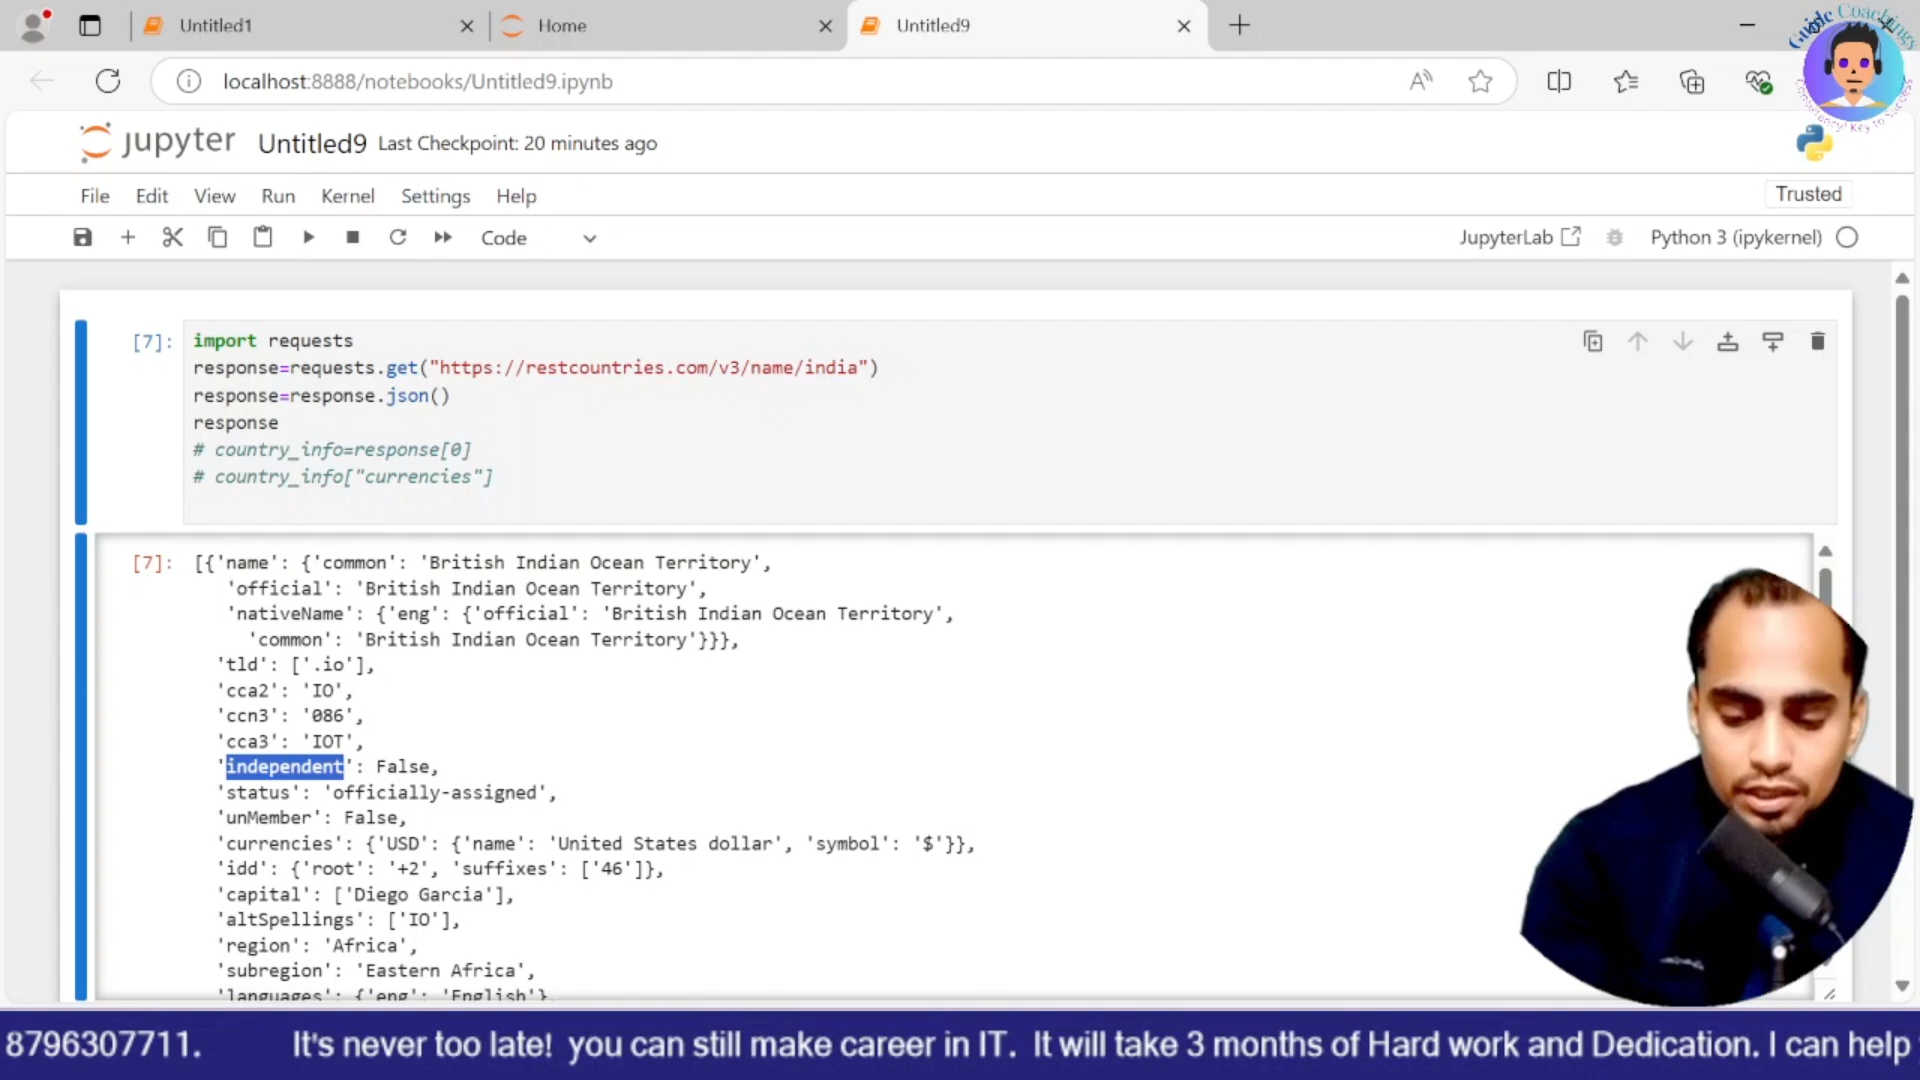 Untitled1
Home
Untitled9
Guide Coachings
localhost:8888/notebooks/Untitled9.ipynb
jupyter Untitled9 Last Checkpoint: 20 minutes ago
File Edit View Run Kernel Settings Help
Trusted
Code
JupyterLab
Python 3 (ipykernel)
[7]: import requests
response=requests.get("https://restcountries.com/v3/name/india")
response=response.json()
response
# country_info=response[0]
# country_info["currencies"]
[7]: [{'name': {'common': 'British Indian Ocean Territory',
'official': 'British Indian Ocean Territory',
'nativeName': {'eng': {'official': 'British Indian Ocean Territory',
'common': 'British Indian Ocean Territory'}}},
'tld': ['.io'],
'cca2': 'IO',
'ccn3': '086',
'cca3': 'IOT',
'independent': False,
'status': 'officially-assigned',
'unMember': False,
'currencies': {'USD': {'name': 'United States dollar', 'symbol': '$'}},
'idd': {'root': '+2', 'suffixes': ['46']},
'capital': ['Diego Garcia'],
'altSpellings': ['IO'],
'region': 'Africa',
'subregion': 'Eastern Africa',
'languages': {'eng': 'English'},
8796307711. It's never too late! you can still make career in IT. It will take 3 months of Hard work and Dedication. I can help